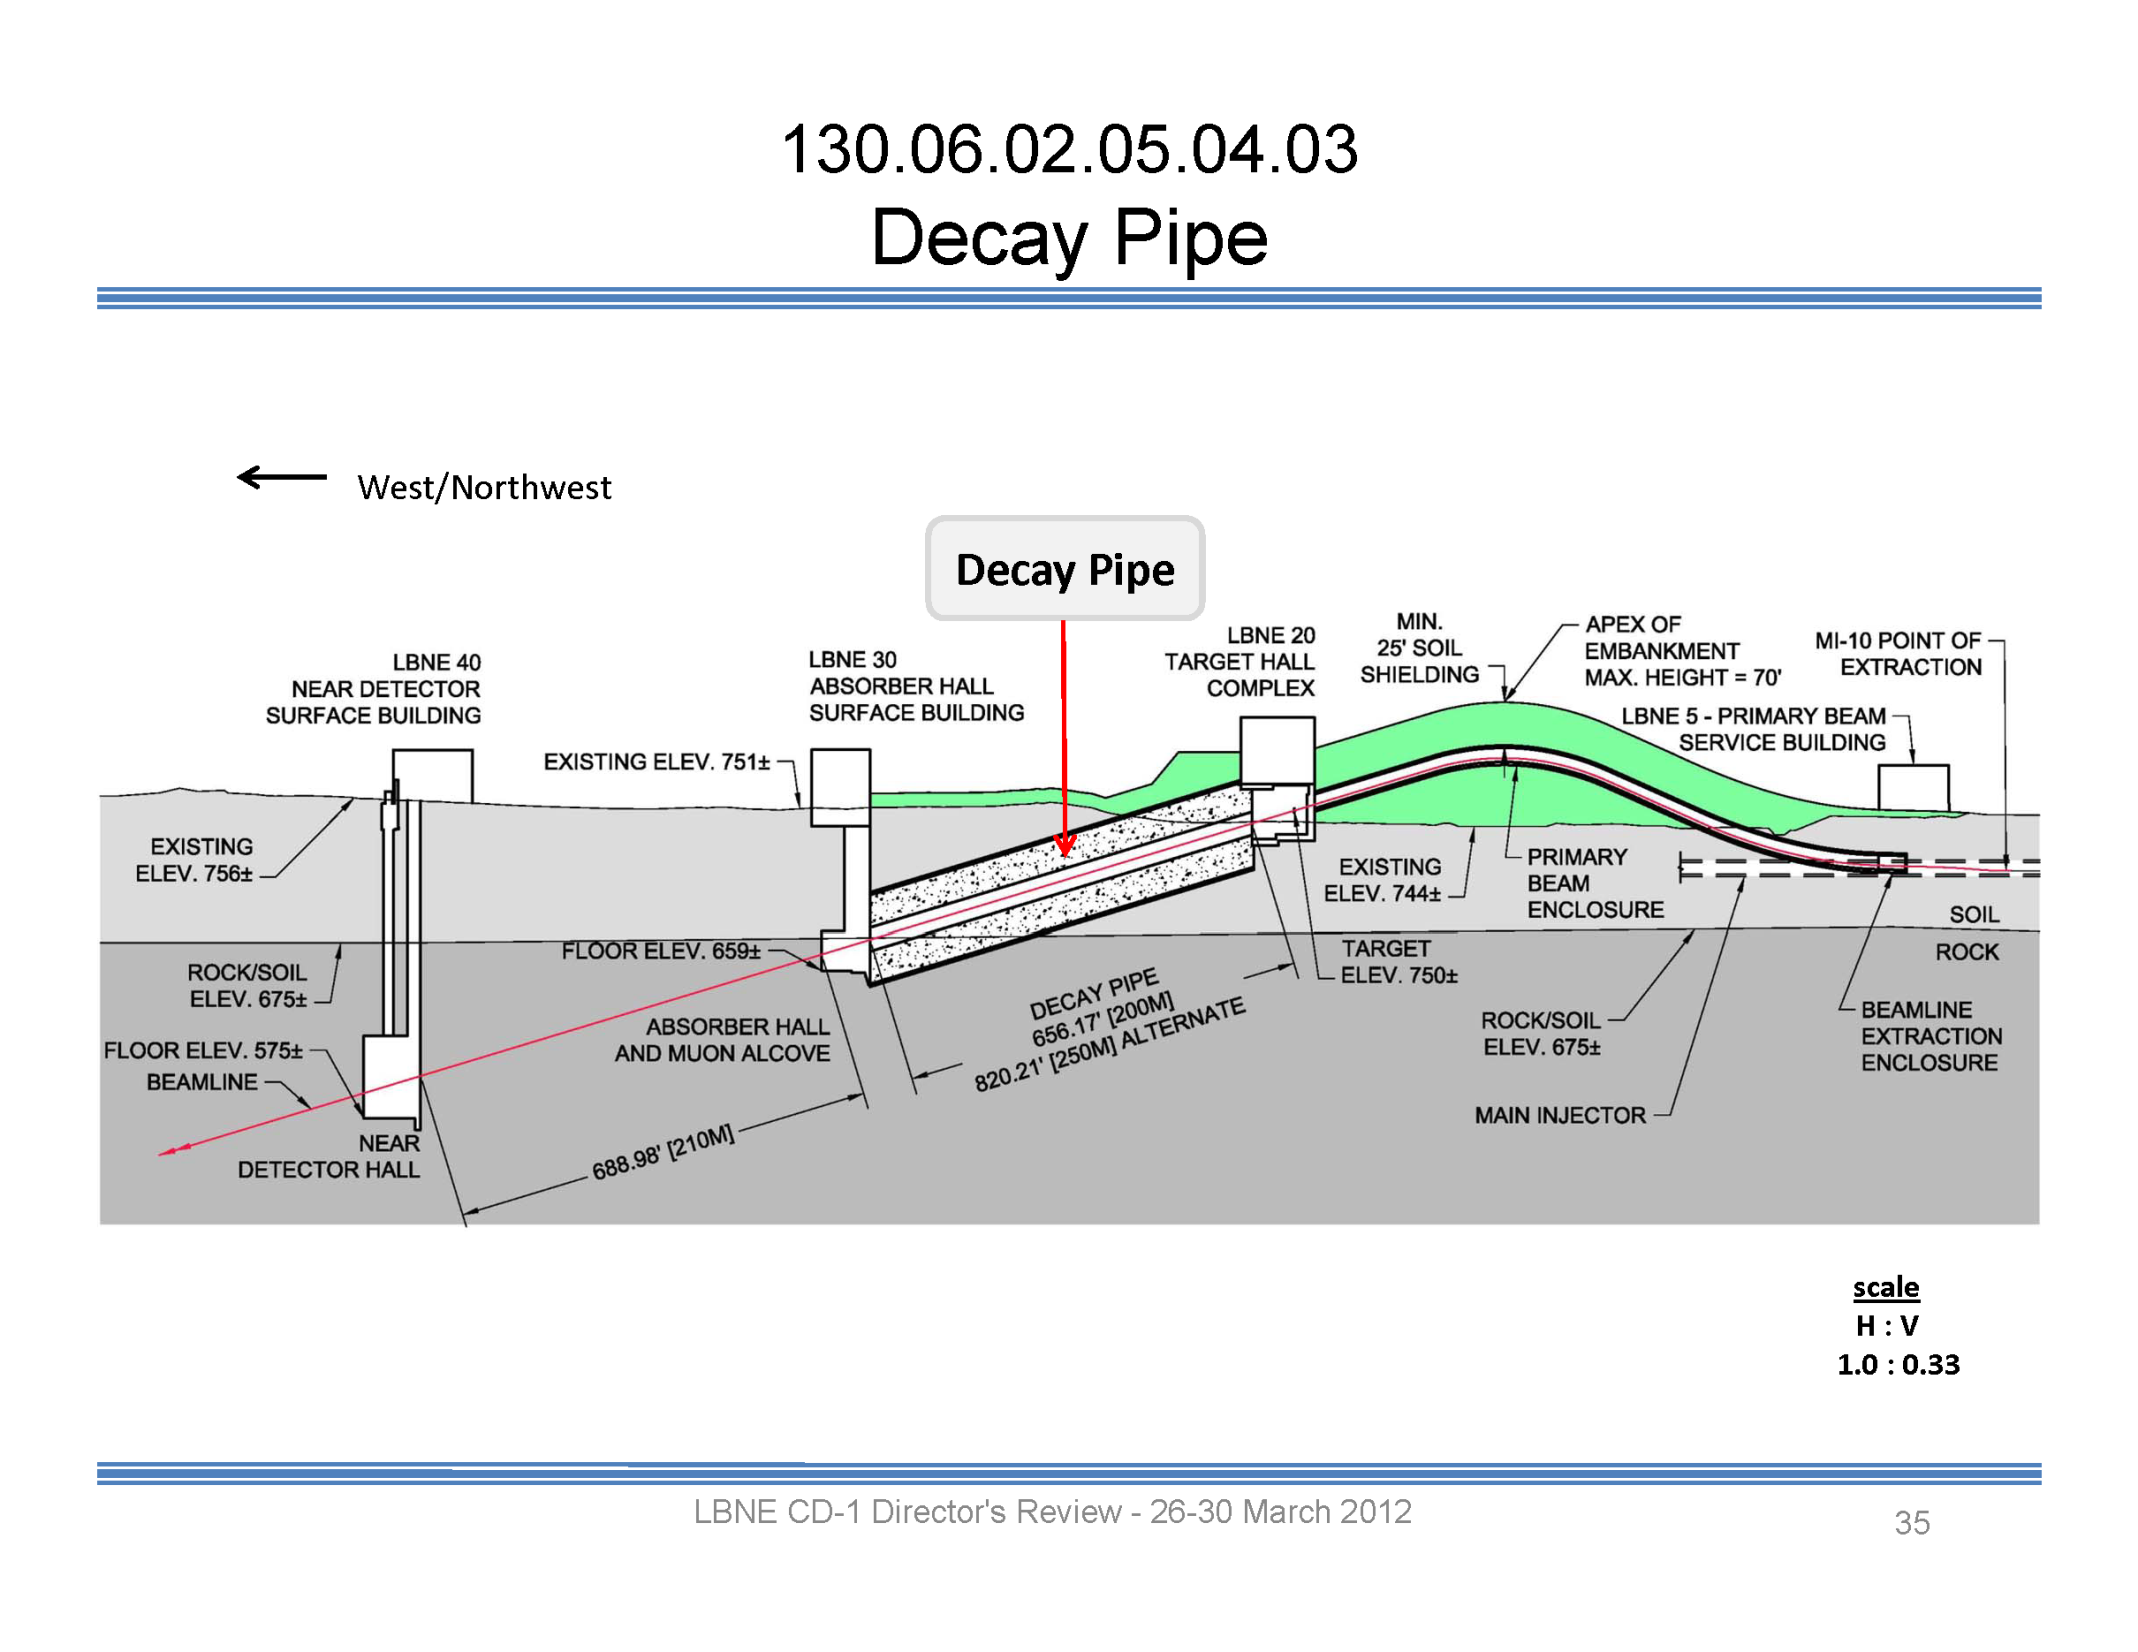 130.06.02.05.04.03
Decay Pipe
West/Northwest
Decay Pipe
LBNE 40
NEAR DETECTOR
SURFACE BUILDING
LBNE 30
ABSORBER HALL
SURFACE BUILDING
LBNE 20
TARGET HALL
COMPLEX
MIN.
25' SOIL
SHIELDING
APEX OF
EMBANKMENT
MAX. HEIGHT = 70'
MI-10 POINT OF
EXTRACTION
LBNE 5 - PRIMARY BEAM
SERVICE BUILDING
EXISTING ELEV. 751±
EXISTING
ELEV. 756±
EXISTING
ELEV. 744±
PRIMARY
BEAM
ENCLOSURE
SOIL
ROCK
FLOOR ELEV. 659±
ROCK/SOIL
ELEV. 675±
TARGET
ELEV. 750±
DECAY PIPE
656.17' [200M]
820.21' [250M] ALTERNATE
ABSORBER HALL
AND MUON ALCOVE
ROCK/SOIL
ELEV. 675±
BEAMLINE
EXTRACTION
ENCLOSURE
FLOOR ELEV. 575±
BEAMLINE
MAIN INJECTOR
NEAR
DETECTOR HALL
688.98' [210M]
scale
H : V
1.0 : 0.33
LBNE CD-1 Director's Review - 26-30 March 2012
35